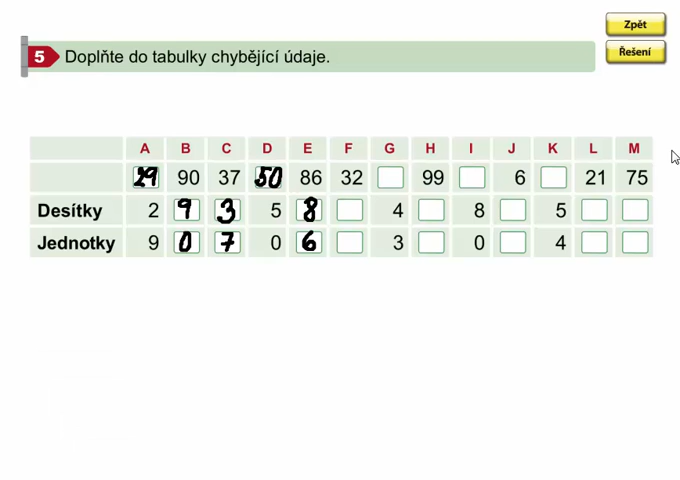 Zpět
Řešení
5 Doplňte do tabulky chybějící údaje.
A B C D E F G H I J K L M
29 90 37 50 86 32 99 6 21 75
Desítky 2 9 3 5 8 4 8 5
Jednotky 9 0 7 0 6 3 0 4